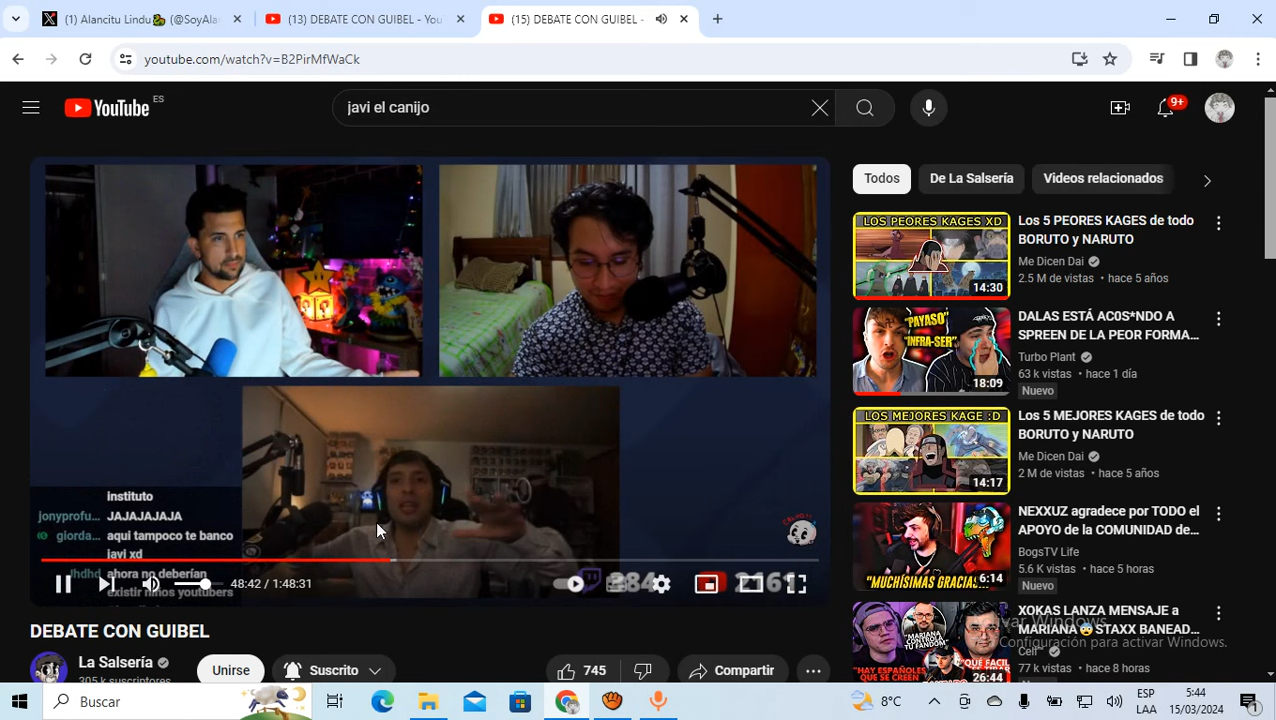 (1) Alancitu Lindu🐉 (@SoyAla
(13) DEBATE CON GUIBEL - You
(15) DEBATE CON GUIBEL -
youtube.com/watch?v=B2PirMfWaCk
YouTube ES
javi el canijo
9+
Todos
De La Salsería
Videos relacionados
LOS PEORES KAGES XD
14:30
Los 5 PEORES KAGES de todo
BORUTO y NARUTO
Me Dicen Dai
2.5 M de vistas • hace 5 años
"PAYASO"
"INFRA-SER"
18:09
DALAS ESTÁ AC0S*NDO A
SPREEN DE LA PEOR FORMA...
Turbo Plant
63 k vistas • hace 1 día
Nuevo
LOS MEJORES KAGE :D
14:17
Los 5 MEJORES KAGES de todo
BORUTO y NARUTO
Me Dicen Dai
2 M de vistas • hace 5 años
"MUCHÍSIMAS GRACIAS"
6:14
NEXXUZ agradece por TODO el
APOYO de la COMUNIDAD de...
BogsTV Life
5.6 K vistas • hace 5 horas
Nuevo
26:44
XOKAS LANZA MENSAJE a
MARIANA😨STAXX BANEAD...
77 k vistas • hace 8 horas
Activar Windows
Configuración para activar Windows.
instituto
jonyprofu... JAJAJAJAJA
giorda... aqui tampoco te banco
javi xd
lhdhd ahora no deberían
existir niños youtubers
48:42 / 1:48:31
DEBATE CON GUIBEL
La Salsería
305 k suscriptores
Unirse
Suscrito
745
Compartir
Buscar
8°C
ESP
LAA
5:44
15/03/2024
1